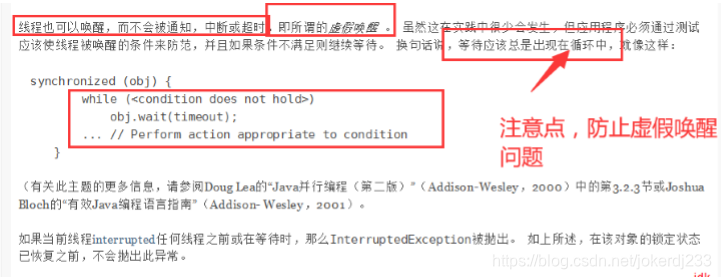 线程也可以唤醒，而不会被通知，中断或超时，即所谓的虚假唤醒 。 虽然这在实践中很少会发生，但应用程序必须通过测试
应该使线程被唤醒的条件来防范，并且如果条件不满足则继续等待。 换句话说，等待应该总是出现在循环中，就像这样：
synchronized (obj) {
while (<condition does not hold>)
obj.wait(timeout);
... // Perform action appropriate to condition
}
注意点，防止虚假唤醒
问题
（有关此主题的更多信息，请参阅Doug Lea的“Java并行编程（第二版）”（Addison-Wesley，2000）中的第3.2.3节或Joshua
Bloch的“有效Java编程语言指南”（Addison- Wesley，2001）。
如果当前线程interrupted任何线程之前或在等待时，那么InterruptedException被抛出。 如上所述，在该对象的锁定状态
已恢复之前，不会抛出此异常。
https://blog.csdn.net/jokerdj233
jdk